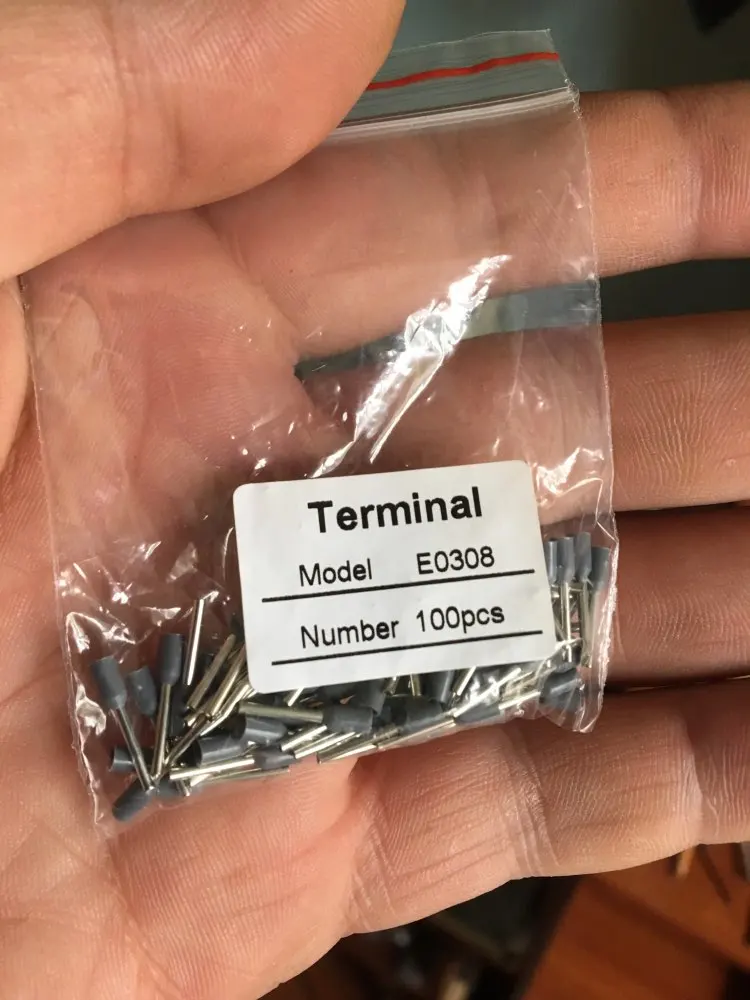 Terminal
Model E0308
Number 100pcs